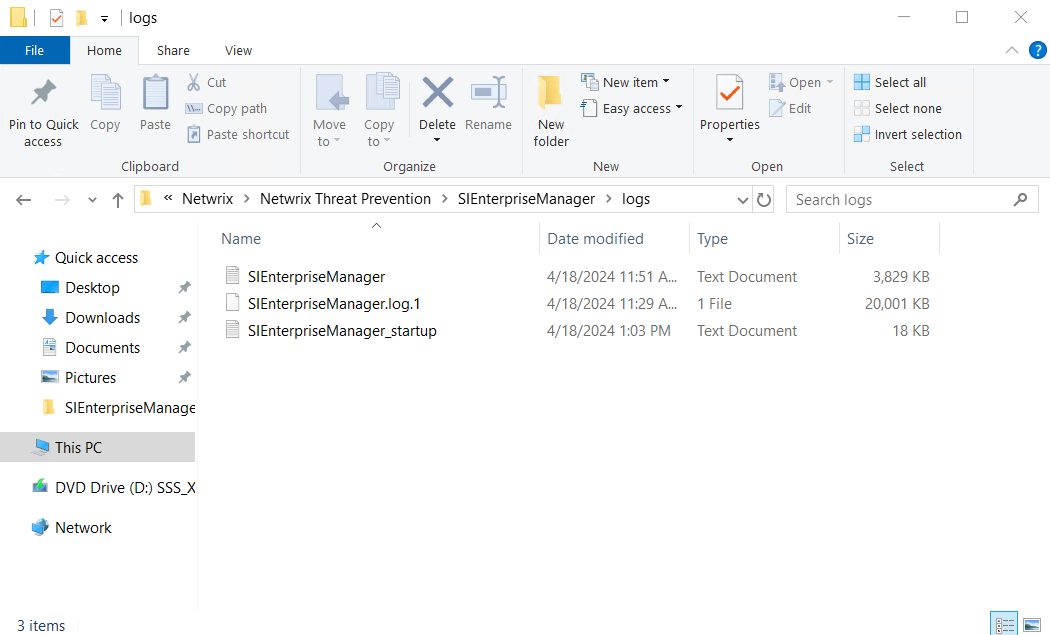 logs
File Home Share View
Pin to Quick access
Copy
Paste
Cut
Copy path
Paste shortcut
Clipboard
Move to
Copy to
Delete
Rename
Organize
New folder
New item
Easy access
New
Properties
Open
Edit
Open
Select all
Select none
Invert selection
Select
« Netwrix > Netwrix Threat Prevention > SIEnterpriseManager > logs
Search logs
Name Date modified Type Size
SIEnterpriseManager 4/18/2024 11:51 A... Text Document 3,829 KB
SIEnterpriseManager.log.1 4/18/2024 11:29 A... 1 File 20,001 KB
SIEnterpriseManager_startup 4/18/2024 1:03 PM Text Document 18 KB
Quick access
Desktop
Downloads
Documents
Pictures
SIEnterpriseManage
This PC
DVD Drive (D:) SSS_X
Network
3 items